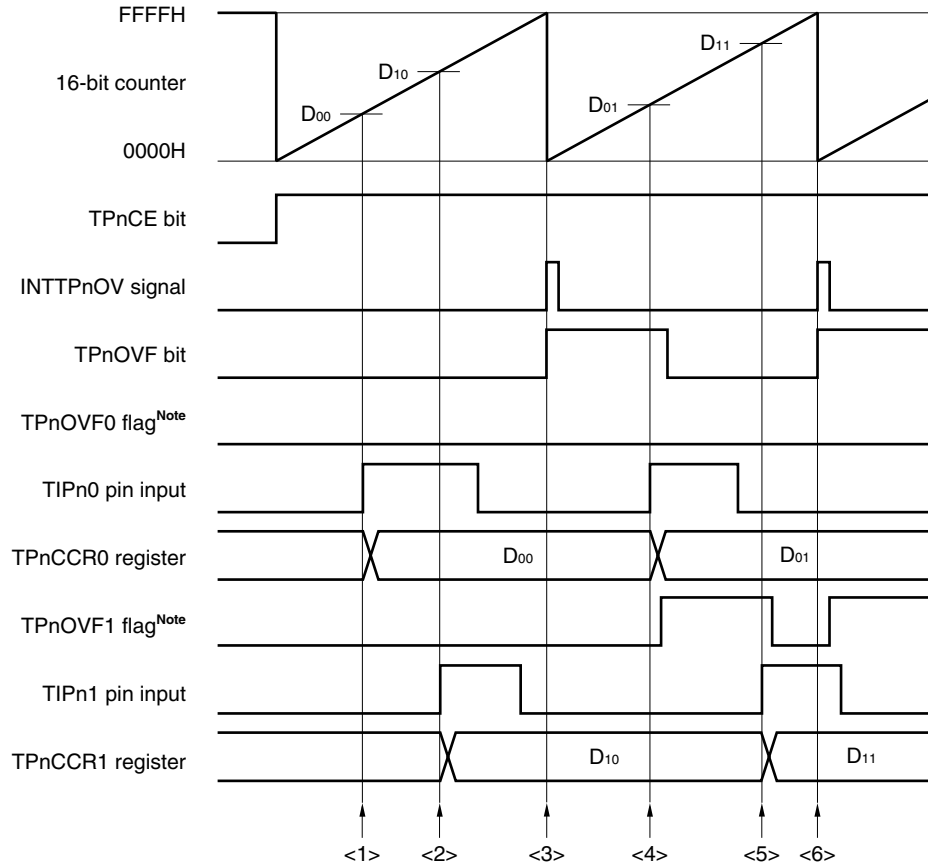 FFFFH
D11
D10
16-bit counter
D01
D00
0000H
TPnCE bit
INTTPnOV signal
TPnOVF bit
TPnOVF0 flagNote
TIPn0 pin input
TPnCCR0 register D00 D01
TPnOVF1 flagNote
TIPn1 pin input
TPnCCR1 register D10 D11
<1> <2> <3> <4> <5> <6>